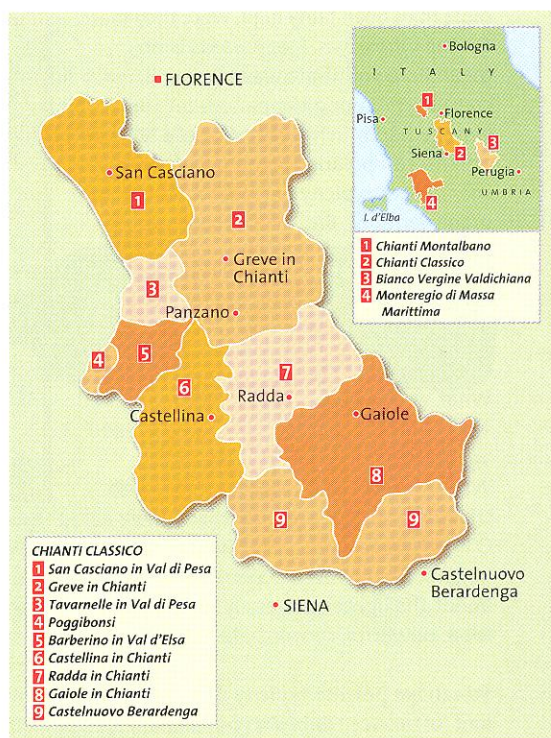 FLORENCE
San Casciano
1
2
Greve in
Chianti
3
Panzano
4
5
6
7
Castellina
Radda
Gaiole
8
9
9
Castelnuovo
Berardenga
SIENA
Bologna
I T A L Y
1
Florence
Pisa
TUSCANY
3
Siena
2
Perugia
4
UMBRIA
I. d'Elba
1 Chianti Montalbano
2 Chianti Classico
3 Bianco Vergine Valdichiana
4 Monteregio di Massa
Marittima
CHIANTI CLASSICO
1 San Casciano in Val di Pesa
2 Greve in Chianti
3 Tavarnelle in Val di Pesa
4 Poggibonsi
5 Barberino in Val d'Elsa
6 Castellina in Chianti
7 Radda in Chianti
8 Gaiole in Chianti
9 Castelnuovo Berardenga